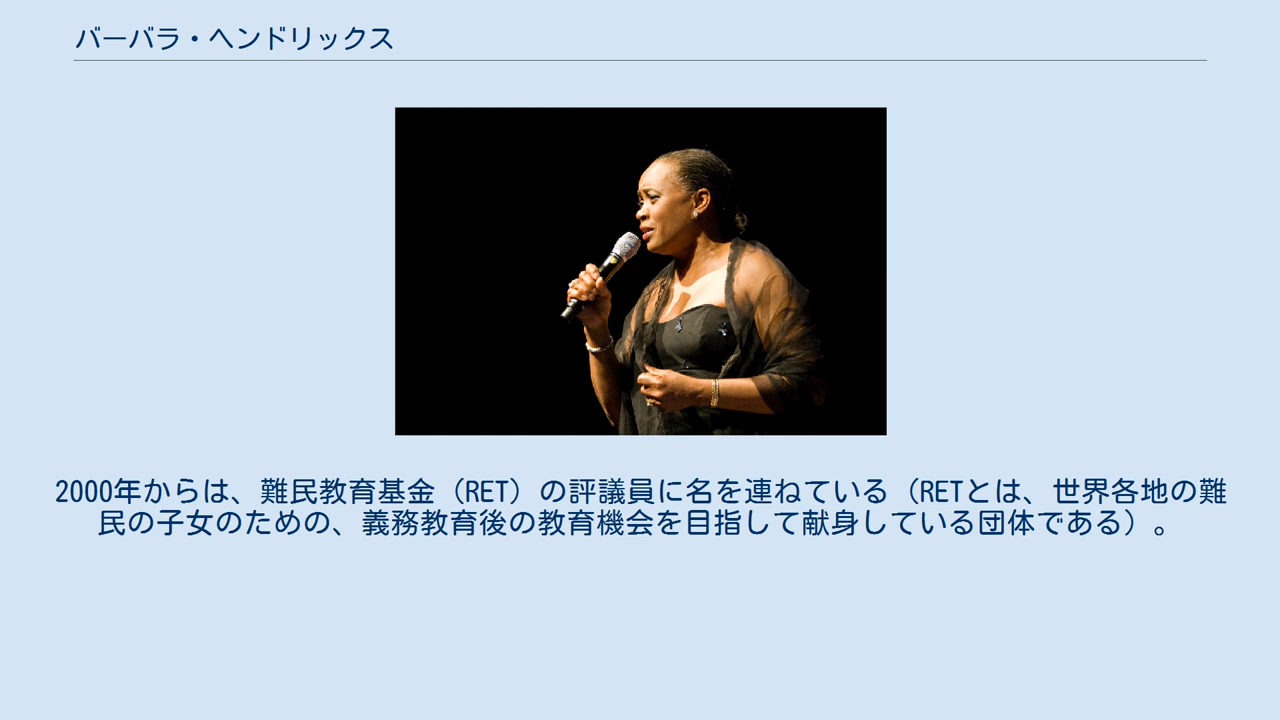 バーバラ・ヘンドリックス
2000年からは、難民教育基金（RET）の評議員に名を連ねている（RETとは、世界各地の難
民の子女のための、義務教育後の教育機会を目指して献身している団体である）。